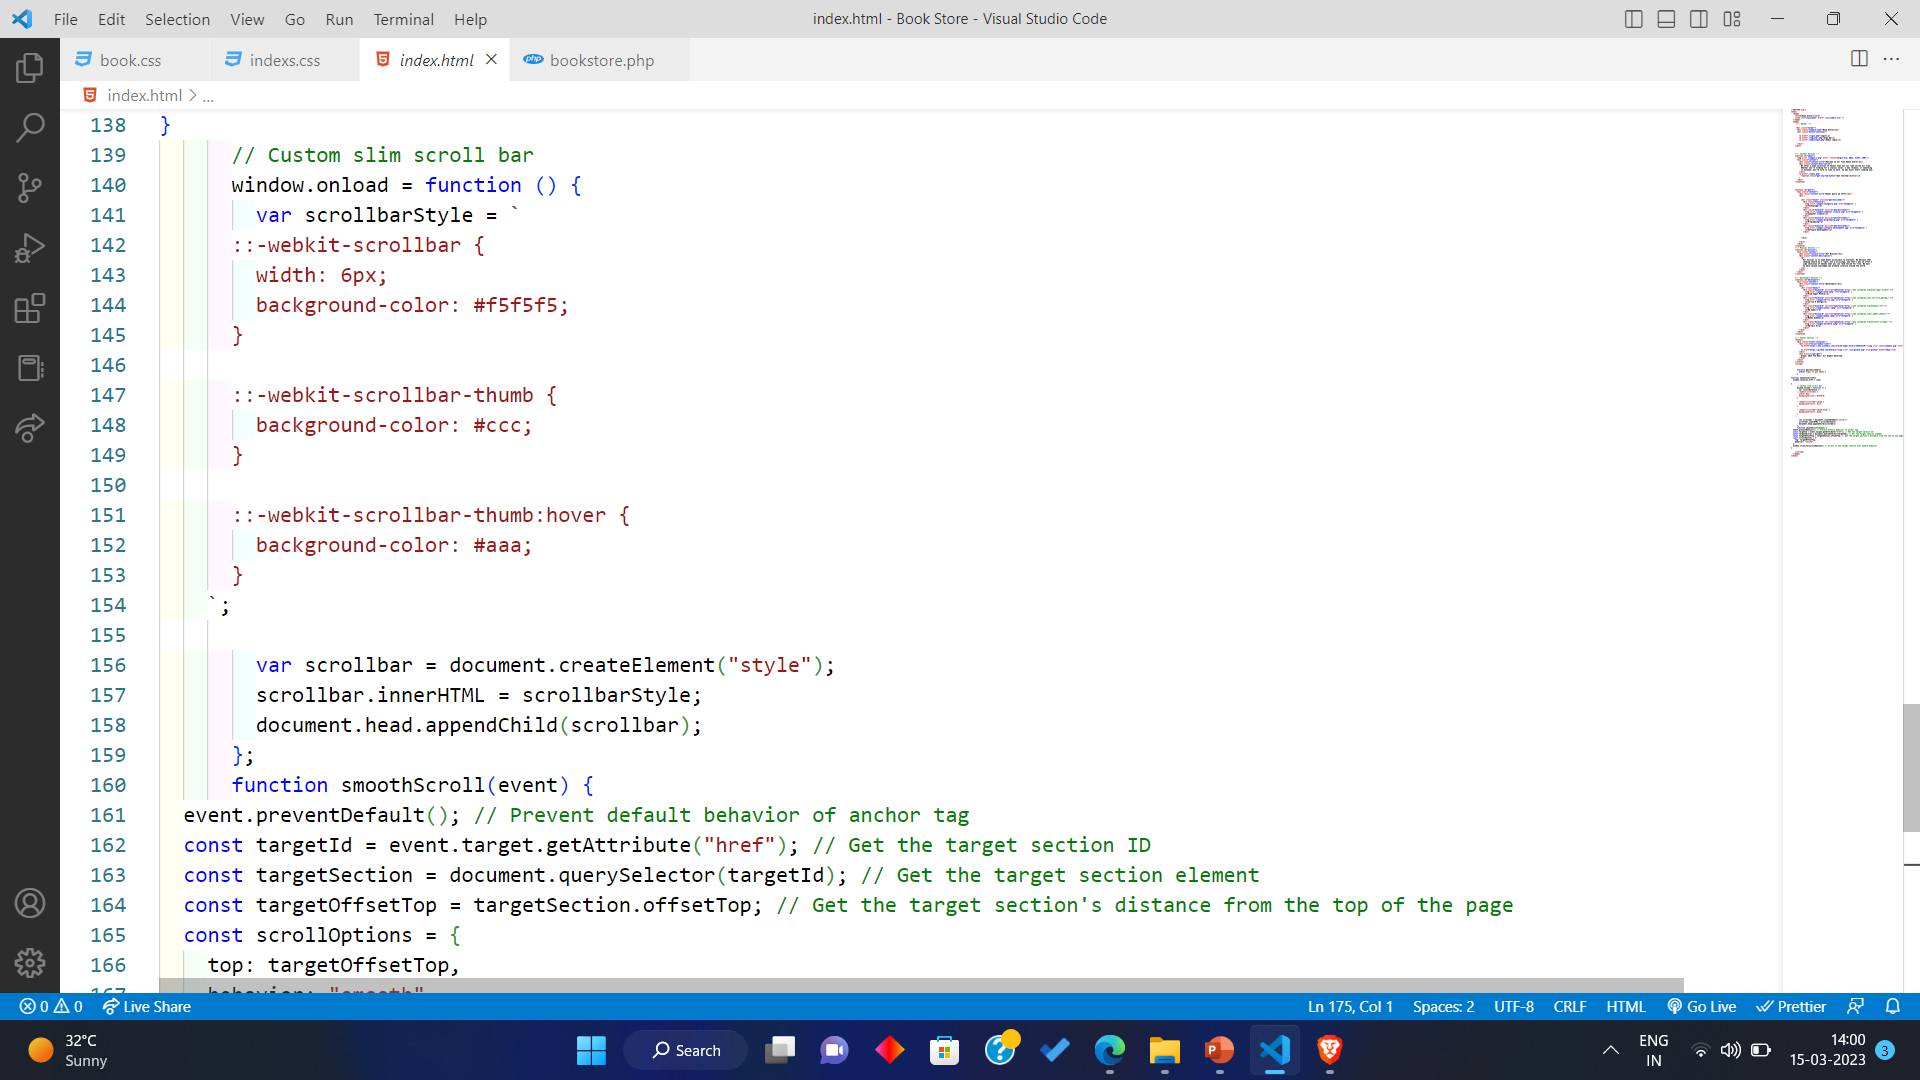 File Edit Selection View Go Run Terminal Help
index.html - Book Store - Visual Studio Code
book.css
indexs.css
index.html
php bookstore.php
index.html > ...
138 }
139 // Custom slim scroll bar
140 window.onload = function () {
141 var scrollbarStyle = `
142 ::-webkit-scrollbar {
143 width: 6px;
144 background-color: #f5f5f5;
145 }
146
147 ::-webkit-scrollbar-thumb {
148 background-color: #ccc;
149 }
150
151 ::-webkit-scrollbar-thumb:hover {
152 background-color: #aaa;
153 }
154 `;
155
156 var scrollbar = document.createElement("style");
157 scrollbar.innerHTML = scrollbarStyle;
158 document.head.appendChild(scrollbar);
159 };
160 function smoothScroll(event) {
161 event.preventDefault(); // Prevent default behavior of anchor tag
162 const targetId = event.target.getAttribute("href"); // Get the target section ID
163 const targetSection = document.querySelector(targetId); // Get the target section element
164 const targetOffsetTop = targetSection.offsetTop; // Get the target section's distance from the top of the page
165 const scrollOptions = {
166 top: targetOffsetTop,
167 behavior: "smooth"
0 0 Live Share
Ln 175, Col 1 Spaces: 2 UTF-8 CRLF HTML Go Live Prettier
32°C
Sunny
Search
ENG
IN
14:00
15-03-2023
3